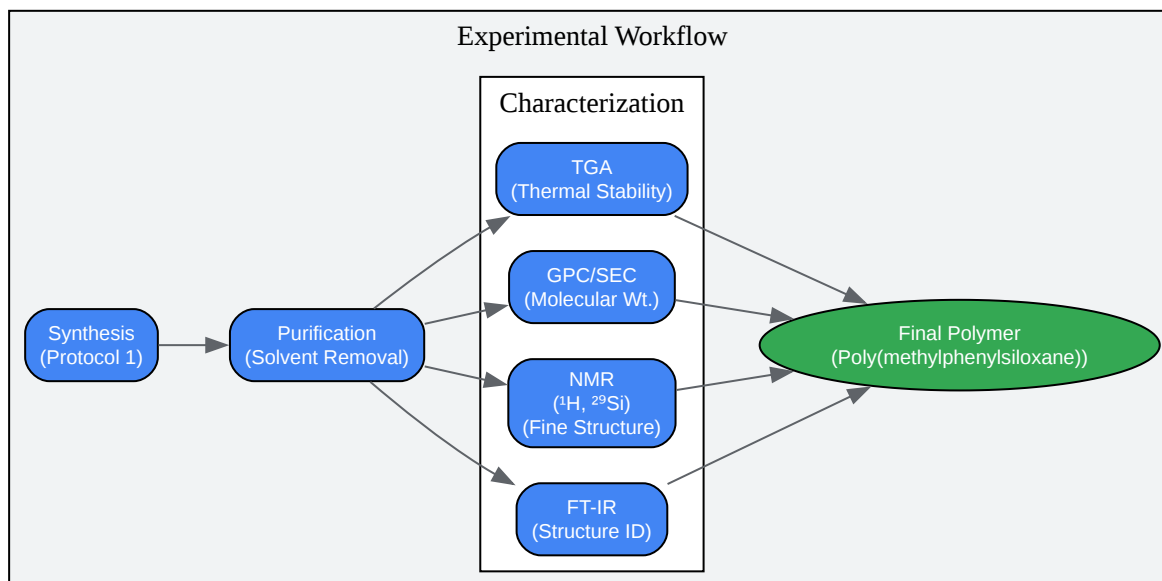 Experimental Workflow
Characterization
TGA
(Thermal Stability)
GPC/SEC
(Molecular Wt.)
Synthesis
(Protocol 1)
Purification
(Solvent Removal)
Final Polymer
(Poly(methylphenylsiloxane))
NMR
(¹H, ²⁹Si)
(Fine Structure)
FT-IR
(Structure ID)